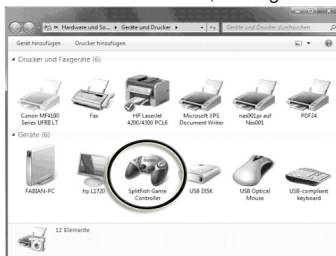 Hardware und So... ▸ Geräte und Drucker ▸
Geräte und Drucker durchsuchen
Gerät hinzufügen Drucker hinzufügen
Drucker und Faxgeräte (6)
Canon MF4100 Series UFRII LT
Fax
HP LaserJet 4200/4300 PCL6
Microsoft XPS Document Writer
nas001pr auf Nas001
PDF24
Geräte (6)
FABIAN-PC
hp L1720
SplitFish Game Controller
USB DISK
USB Optical Mouse
USB-compliant keyboard
12 Elemente